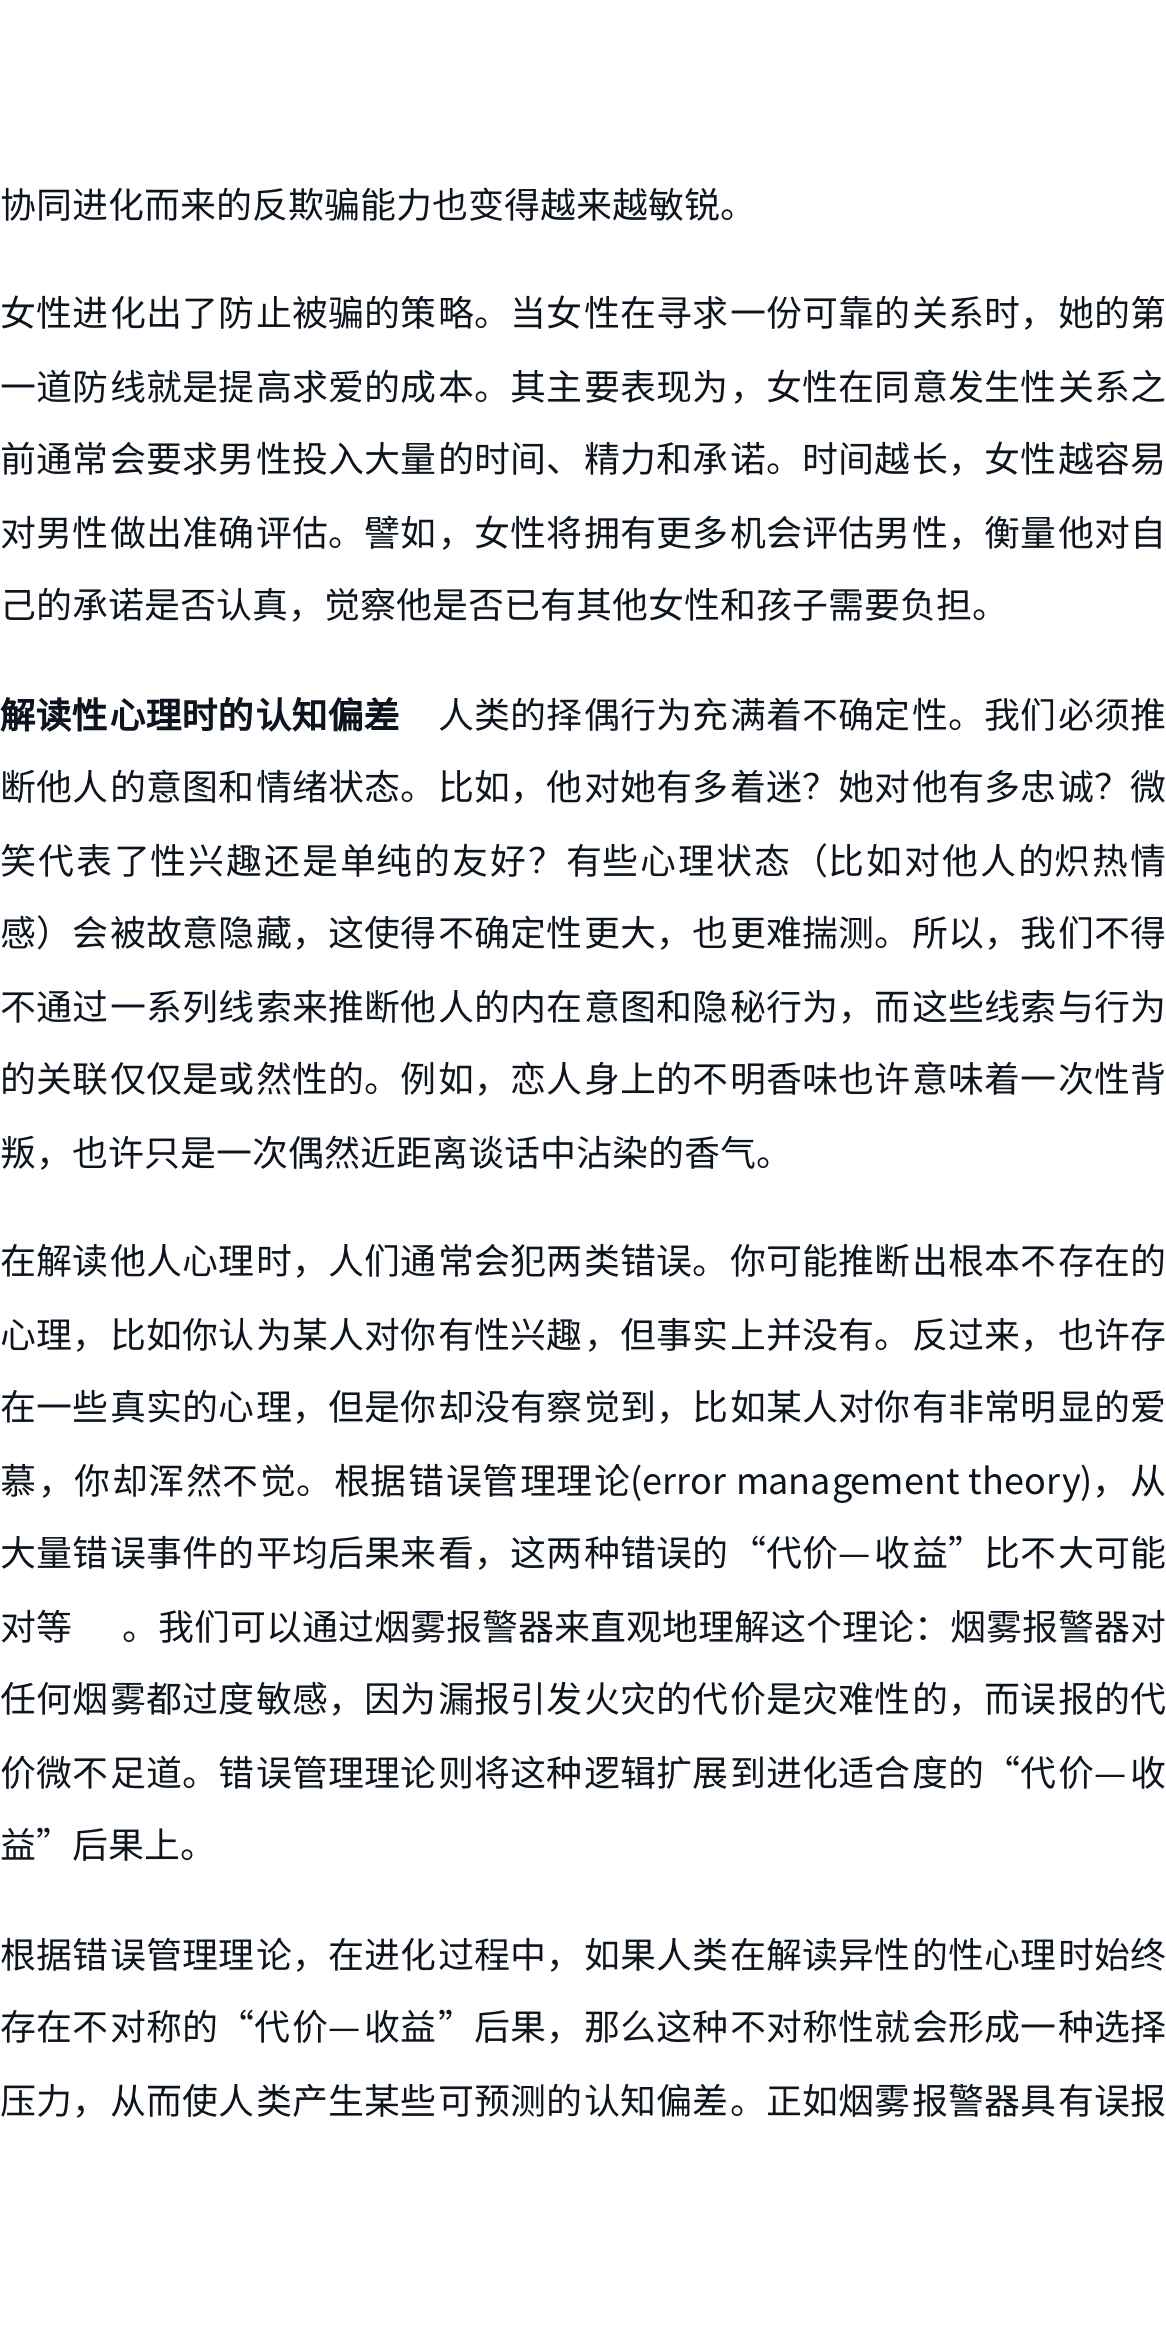 协同进化而来的反欺骗能力也变得越来越敏锐。
女性进化出了防止被骗的策略。当女性在寻求一份可靠的关系时，她的第
一道防线就是提高求爱的成本。其主要表现为，女性在同意发生性关系之
前通常会要求男性投入大量的时间、精力和承诺。时间越长，女性越容易
对男性做出准确评估。譬如，女性将拥有更多机会评估男性，衡量他对自
己的承诺是否认真，觉察他是否已有其他女性和孩子需要负担。
解读性心理时的认知偏差　人类的择偶行为充满着不确定性。我们必须推
断他人的意图和情绪状态。比如，他对她有多着迷？她对他有多忠诚？微
笑代表了性兴趣还是单纯的友好？有些心理状态（比如对他人的炽热情
感）会被故意隐藏，这使得不确定性更大，也更难揣测。所以，我们不得
不通过一系列线索来推断他人的内在意图和隐秘行为，而这些线索与行为
的关联仅仅是或然性的。例如，恋人身上的不明香味也许意味着一次性背
叛，也许只是一次偶然近距离谈话中沾染的香气。
在解读他人心理时，人们通常会犯两类错误。你可能推断出根本不存在的
心理，比如你认为某人对你有性兴趣，但事实上并没有。反过来，也许存
在一些真实的心理，但是你却没有察觉到，比如某人对你有非常明显的爱
慕，你却浑然不觉。根据错误管理理论(error management theory)，从
大量错误事件的平均后果来看，这两种错误的“代价—收益”比不大可能
对等　。我们可以通过烟雾报警器来直观地理解这个理论：烟雾报警器对
任何烟雾都过度敏感，因为漏报引发火灾的代价是灾难性的，而误报的代
价微不足道。错误管理理论则将这种逻辑扩展到进化适合度的“代价—收
益”后果上。
根据错误管理理论，在进化过程中，如果人类在解读异性的性心理时始终
存在不对称的“代价—收益”后果，那么这种不对称性就会形成一种选择
压力，从而使人类产生某些可预测的认知偏差。正如烟雾报警器具有误报